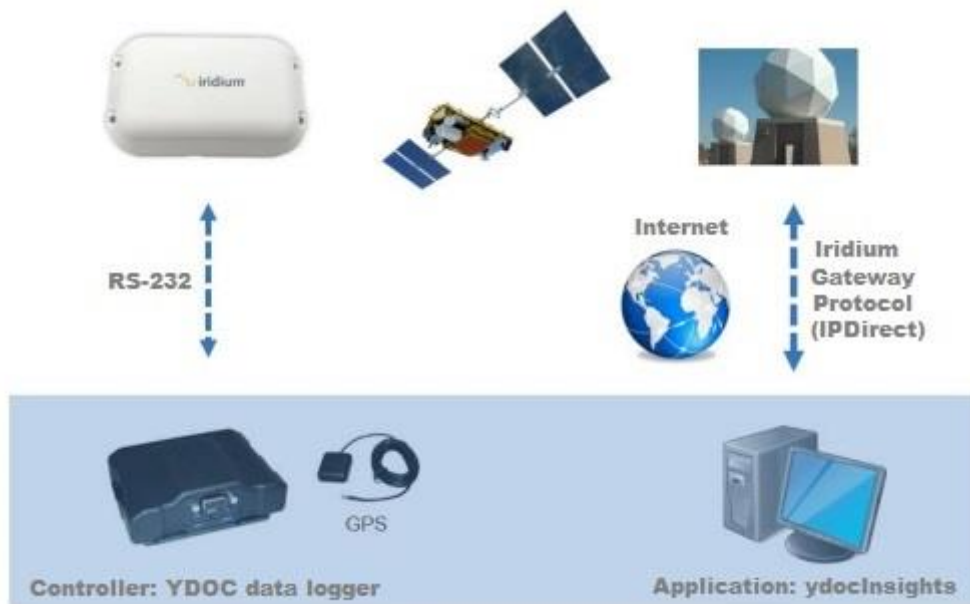 iridium
Internet
RS-232
Iridium
Gateway
Protocol
(IPDirect)
GPS
Controller: YDOC data logger
Application: ydocInsights